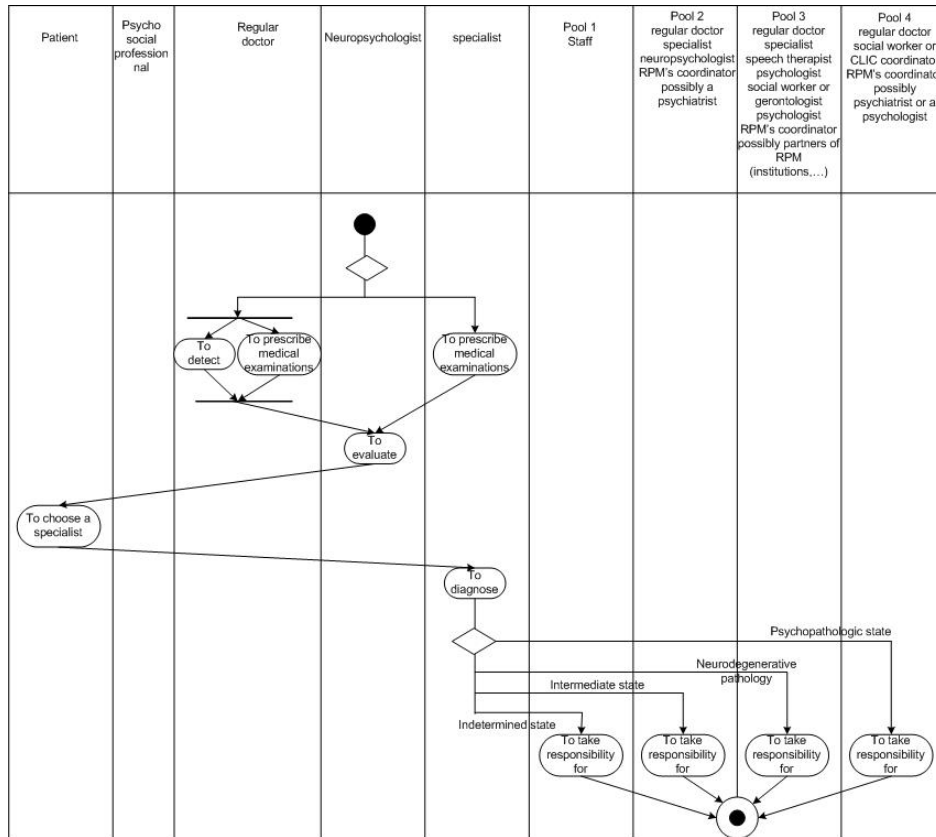 Patient
Psycho
social
profession
nal
Regular
doctor
Neuropsychologist
specialist
Pool 1
Staff
Pool 2
regular doctor
specialist
neuropsychologist
RPM's coordinator
possibly a
psychiatrist
Pool 3
regular doctor
specialist
speech therapist
psychologist
social worker or
gerontologist
psychologist
RPM's coordinator
possibly partners of
RPM
(institutions,...)
Pool 4
regular doctor
social worker or
CLIC coordinato
RPM's coordinato
possibly
psychiatrist or a
psychologist
To
detect
To prescribe
medical
examinations
To prescribe
medical
examinations
To
evaluate
To choose a
specialist
To
diagnose
Psychopathologic state
Neurodegenerative
pathology
Intermediate state
Indetermined state
To take
responsibility
for
To take
responsibility
for
To take
responsibility
for
To take
responsibility
for